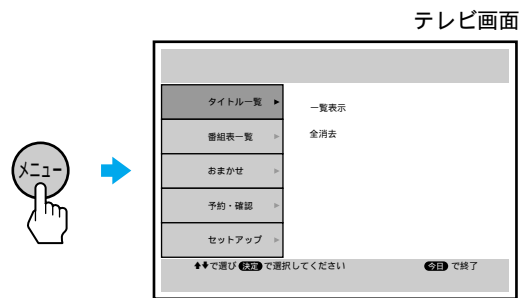 テレビ画面
メニュー
タイトル一覧 ▶
一覧表示
番組表一覧 ▶
全消去
おまかせ ▶
予約・確認 ▶
セットアップ ▶
♦♦で選び 決定 で選択してください 今日 で終了